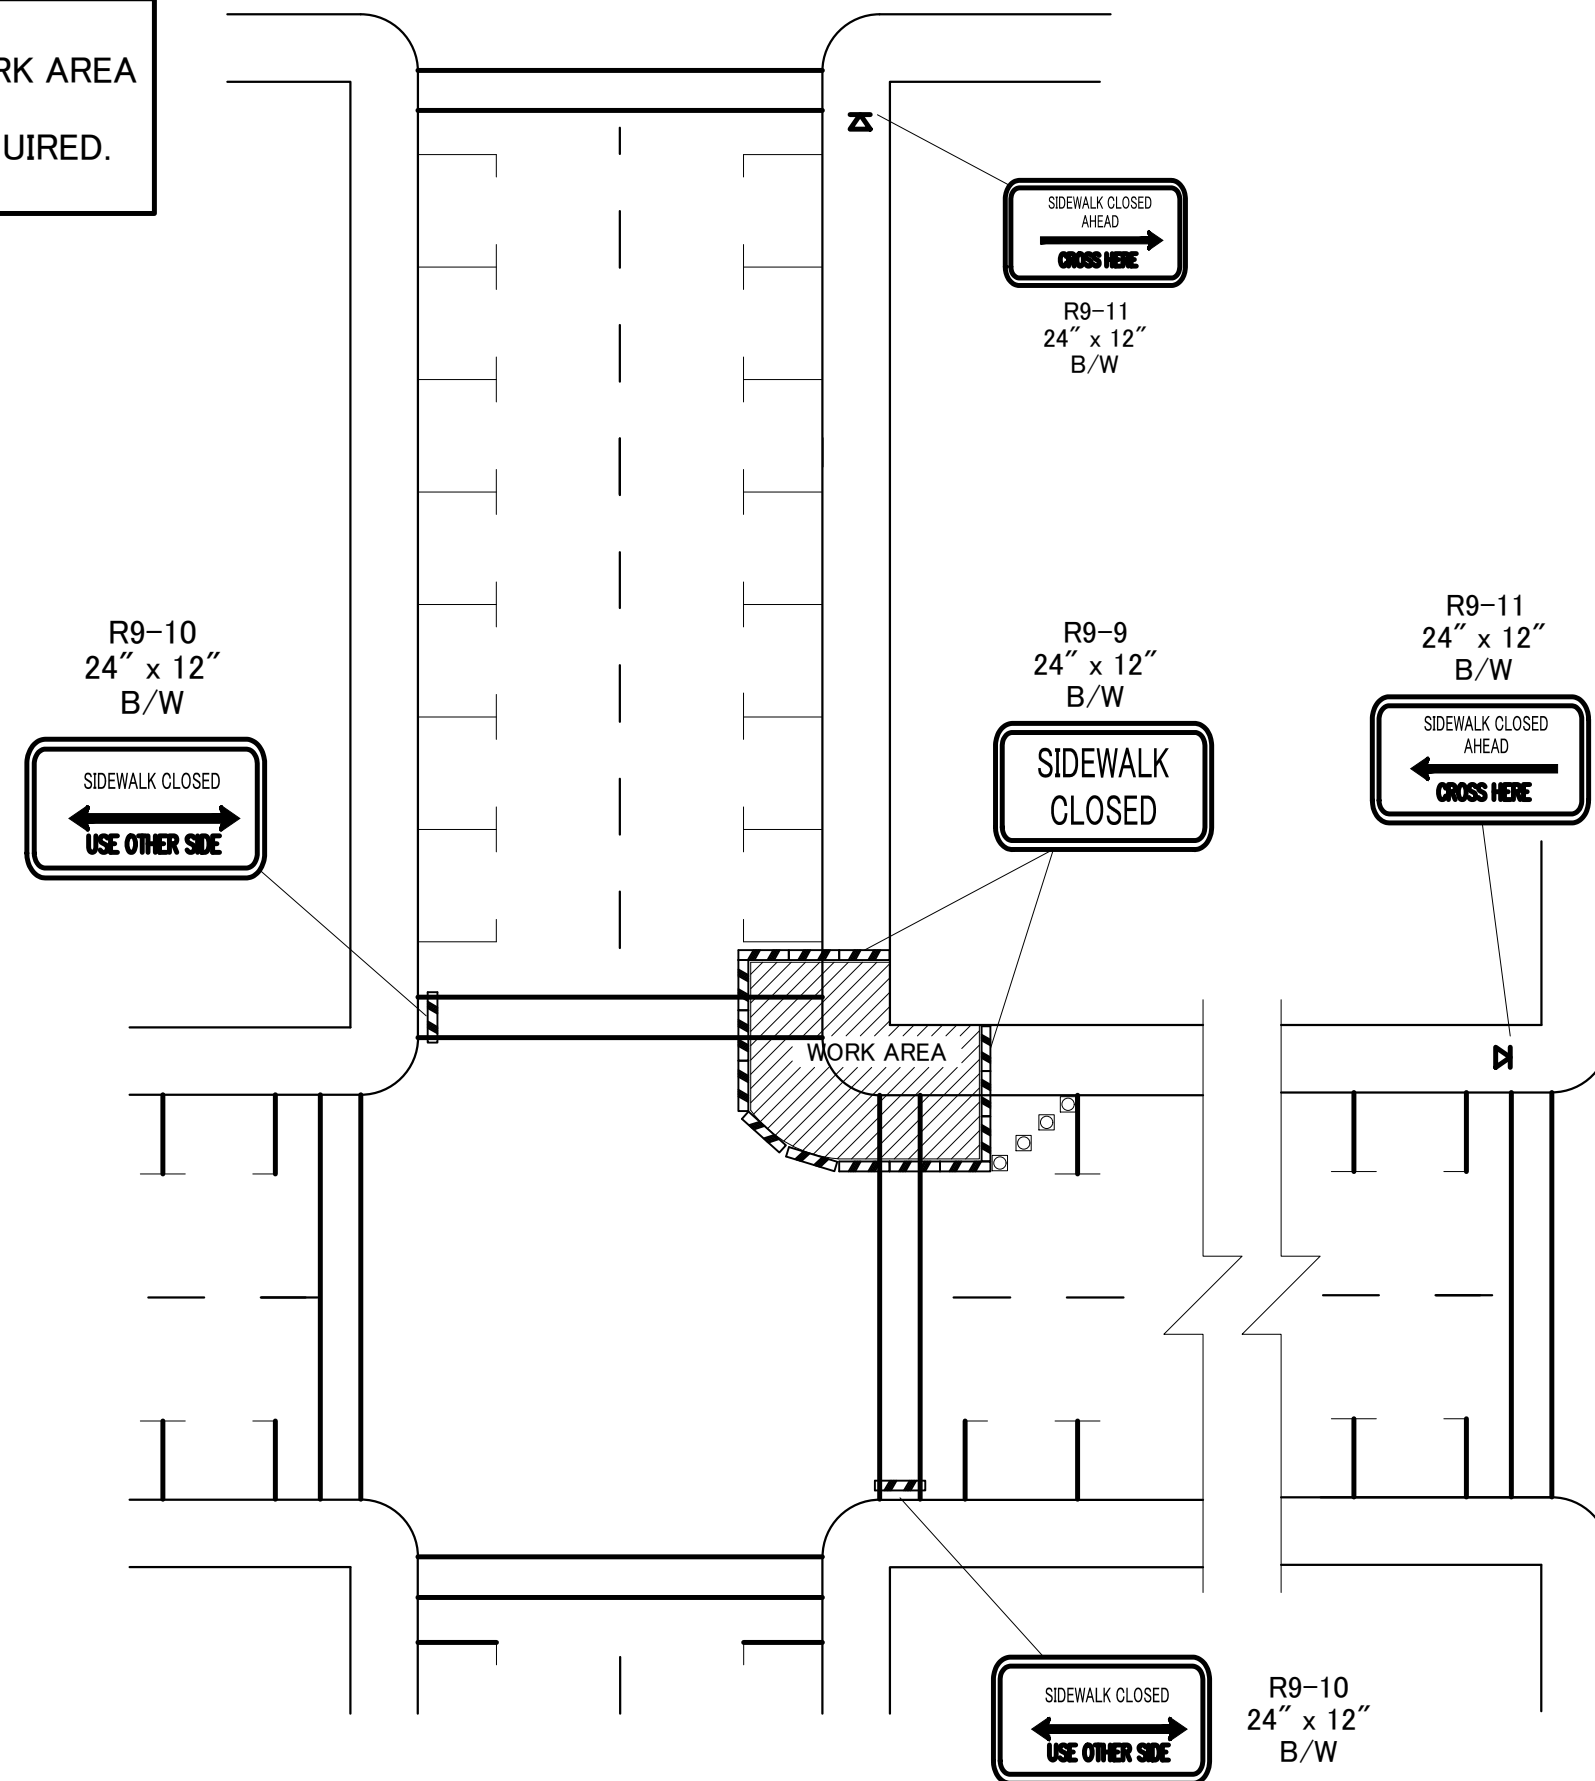 RK AREA
UIRED.
SIDEWALK CLOSED
AHEAD
CROSS HERE
R9-11
24" x 12"
B/W
R9-10
24" x 12"
B/W
SIDEWALK CLOSED
USE OTHER SIDE
R9-9
24" x 12"
B/W
SIDEWALK
CLOSED
R9-11
24" x 12"
B/W
SIDEWALK CLOSED
AHEAD
CROSS HERE
WORK AREA
SIDEWALK CLOSED
USE OTHER SIDE
R9-10
24" x 12"
B/W